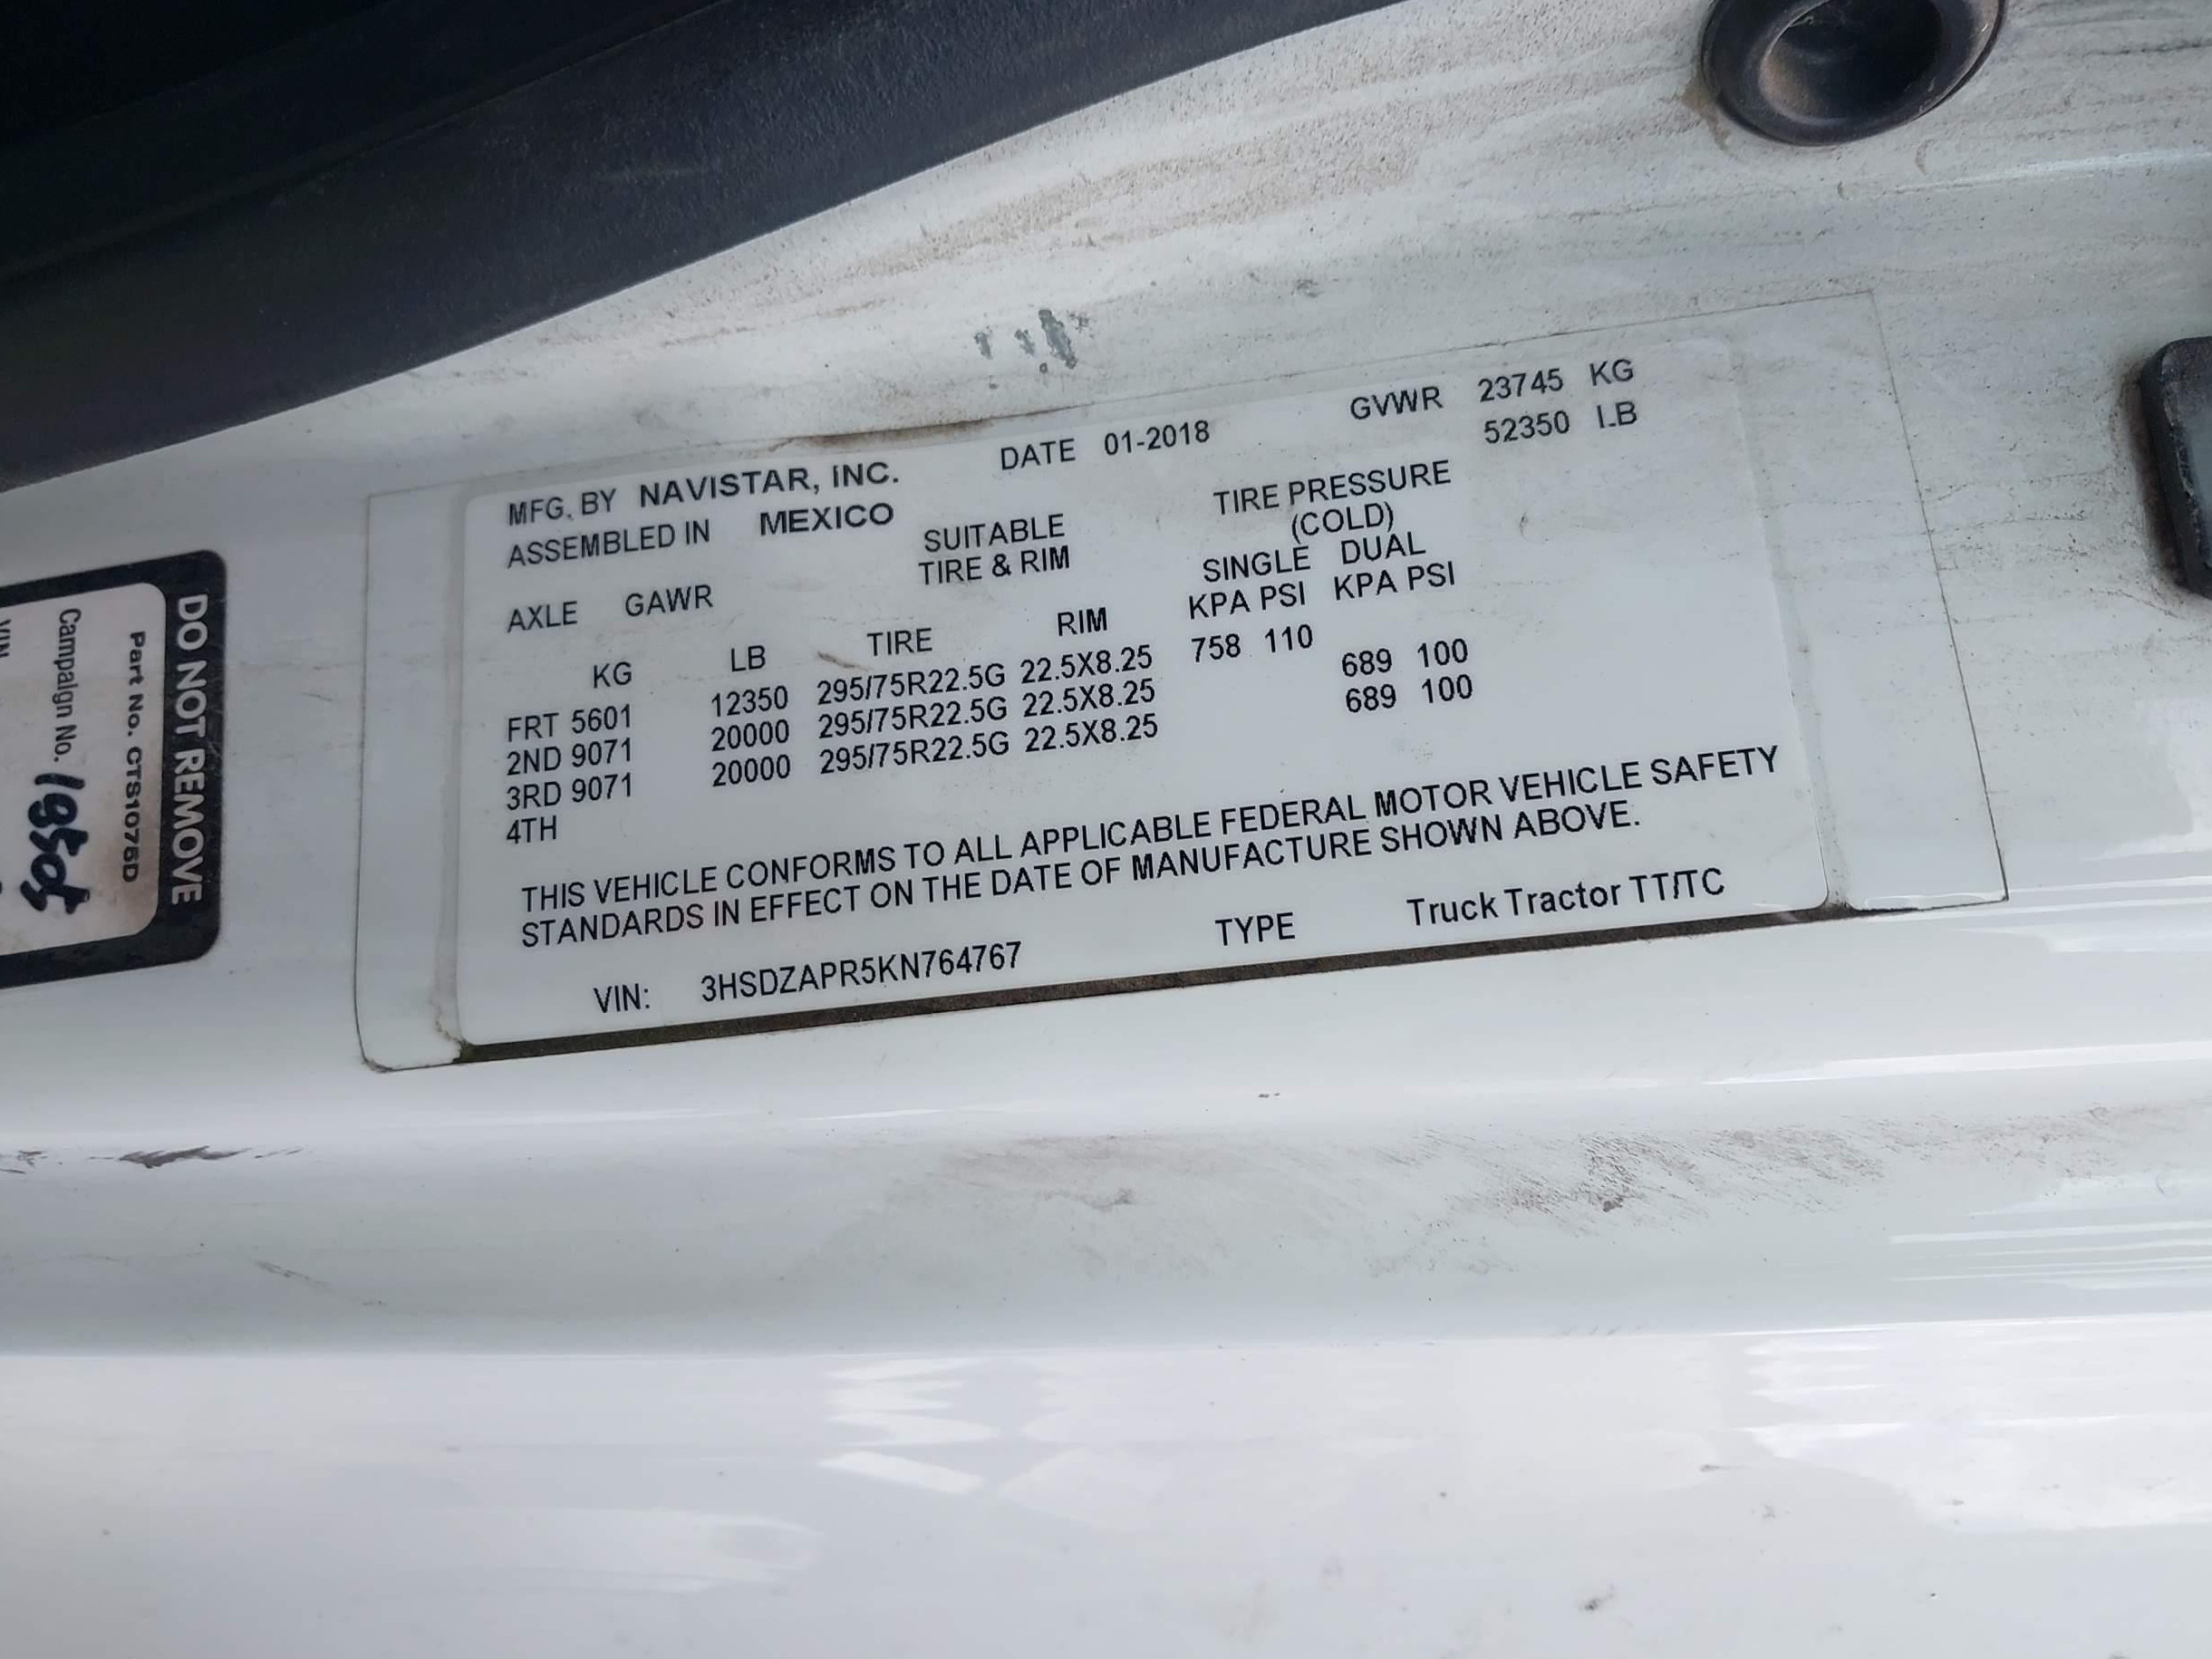 MFG. BY NAVISTAR, INC. DATE 01-2018 GVWR 23745 KG
ASSEMBLED IN MEXICO 52350 LB
SUITABLE TIRE PRESSURE
TIRE & RIM (COLD)
AXLE GAWR SINGLE DUAL
KPA PSI KPA PSI
KG LB TIRE RIM
FRT 5601 12350 295/75R22.5G 22.5X8.25 758 110
2ND 9071 20000 295/75R22.5G 22.5X8.25 689 100
3RD 9071 20000 295/75R22.5G 22.5X8.25 689 100
4TH
THIS VEHICLE CONFORMS TO ALL APPLICABLE FEDERAL MOTOR VEHICLE SAFETY
STANDARDS IN EFFECT ON THE DATE OF MANUFACTURE SHOWN ABOVE.
VIN: 3HSDZAPR5KN764767 TYPE Truck Tractor TT/TC
DO NOT REMOVE
Part No. CTS1075D
Campaign No.
VIN